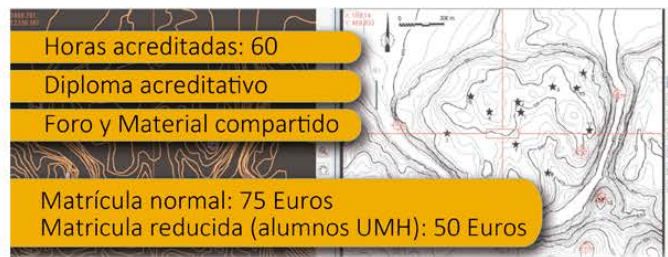 Horas acreditadas: 60
Diploma acreditativo
Foro y Material compartido
Matrícula normal: 75 Euros
Matricula reducida (alumnos UMH): 50 Euros